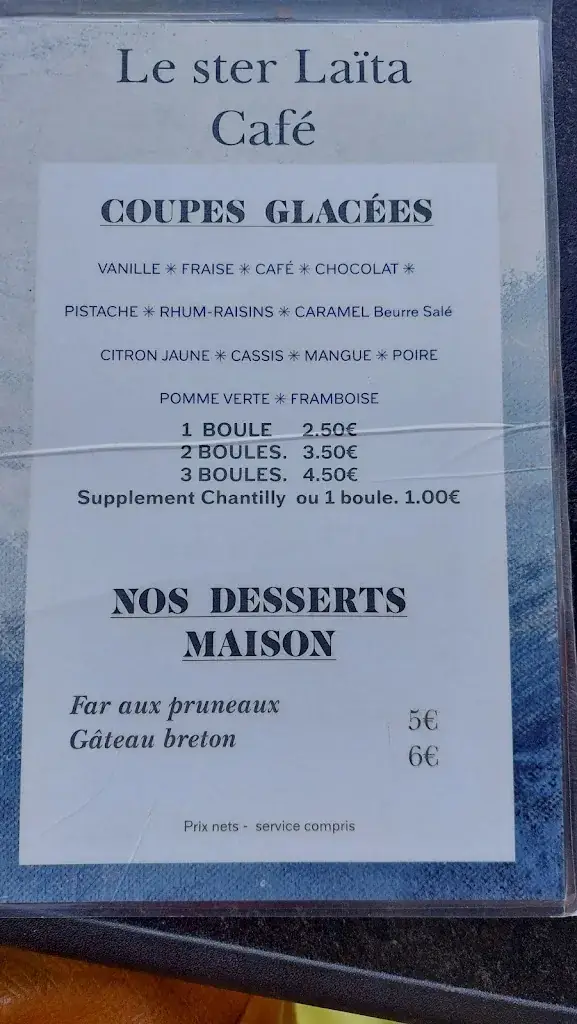 Le ster Laïta
Café
COUPES GLACÉES
VANILLE ✳ FRAISE ✳ CAFÉ ✳ CHOCOLAT ✳
PISTACHE ✳ RHUM-RAISINS ✳ CARAMEL Beurre Salé
CITRON JAUNE ✳ CASSIS ✳ MANGUE ✳ POIRE
POMME VERTE ✳ FRAMBOISE
1 BOULE 2.50€
2 BOULES. 3.50€
3 BOULES. 4.50€
Supplement Chantilly ou 1 boule. 1.00€
NOS DESSERTS
MAISON
Far aux pruneaux 5€
Gâteau breton 6€
Prix nets - service compris